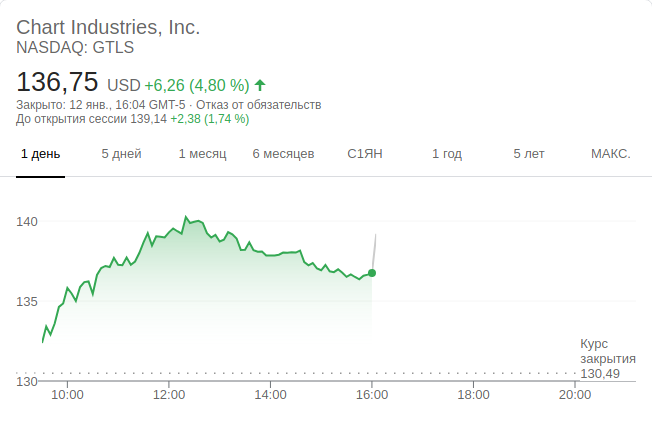 Chart Industries, Inc.
NASDAQ: GTLS
136,75 USD +6,26 (4,80 %)
Закрыто: 12 янв., 16:04 GMT-5 · Отказ от обязательств
До открытия сессии 139,14 +2,38 (1,74 %)
1 день 5 дней 1 месяц 6 месяцев С1ЯН 1 год 5 лет МАКС.
140
135
Курс
закрытия
130,49
130
10:00 12:00 14:00 16:00 18:00 20:00